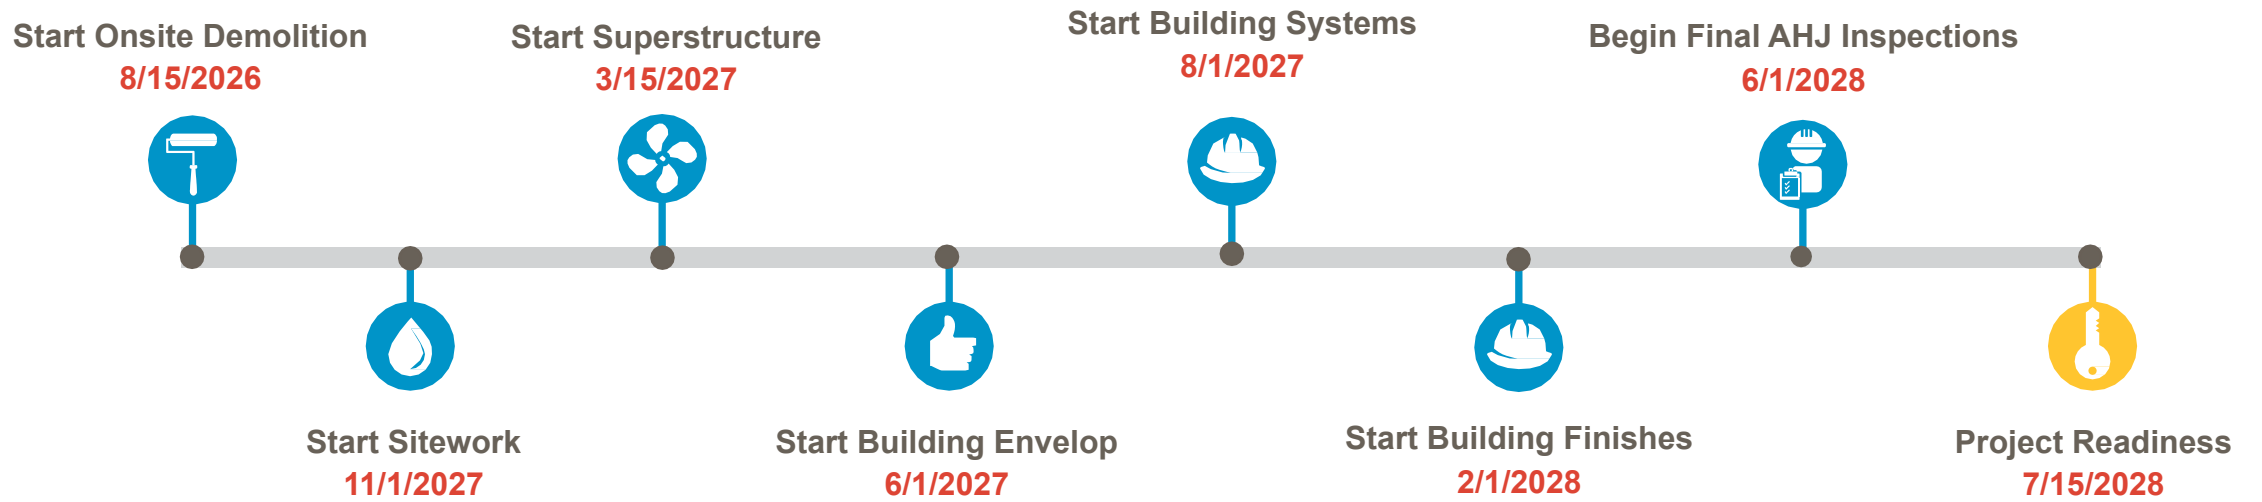 Start Onsite Demolition
8/15/2026
Start Superstructure
3/15/2027
Start Building Systems
8/1/2027
Begin Final AHJ Inspections
6/1/2028
Start Sitework
11/1/2027
Start Building Envelop
6/1/2027
Start Building Finishes
2/1/2028
Project Readiness
7/15/2028